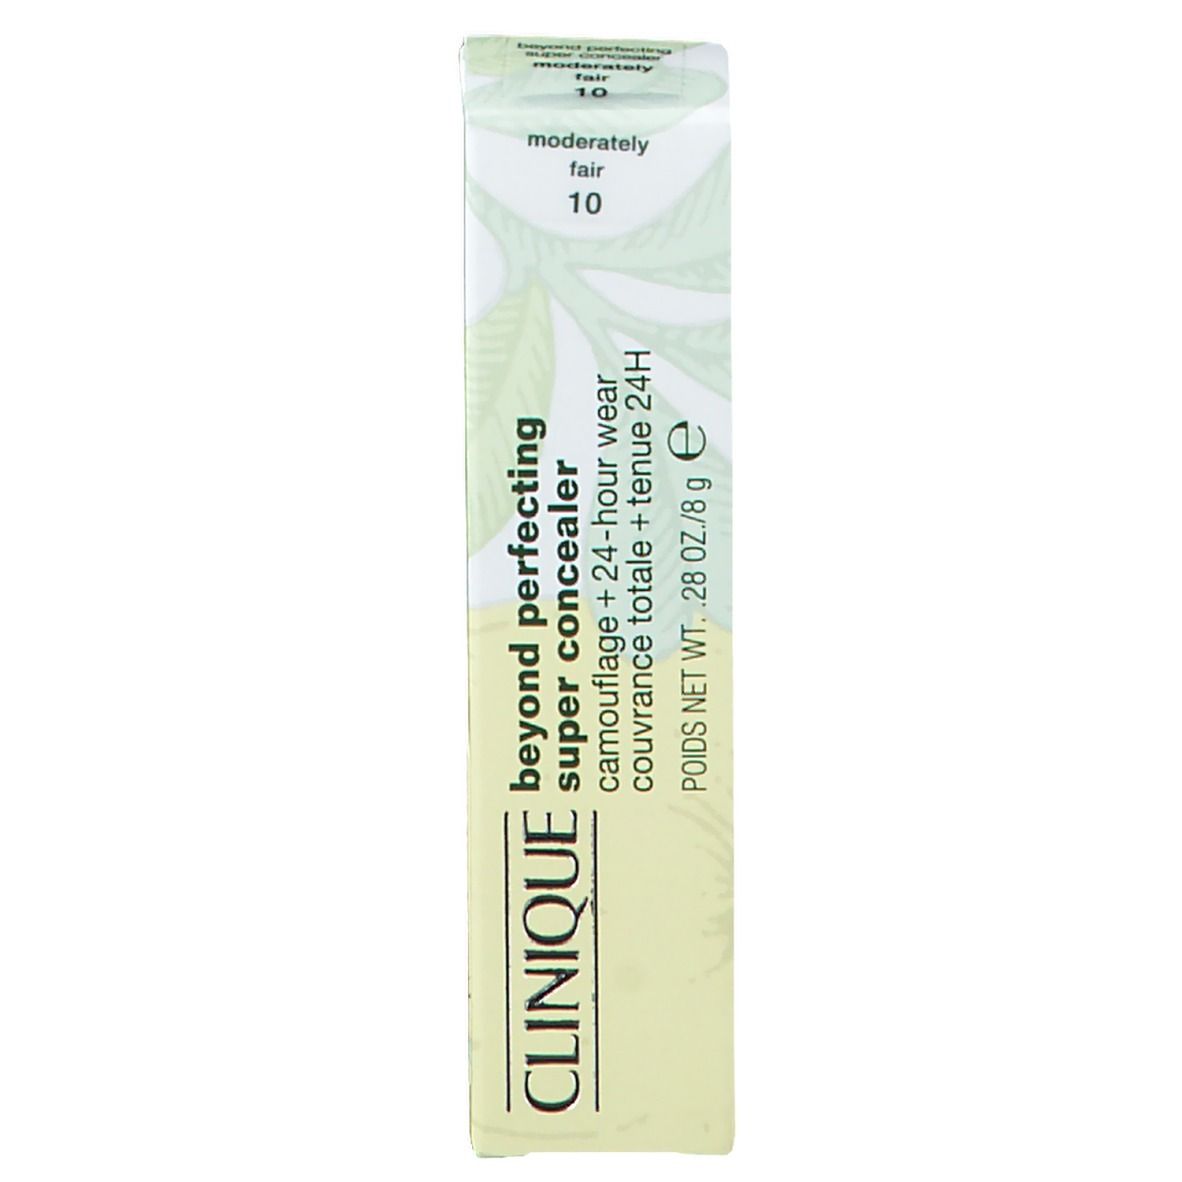 beyond perfecting
super concealer
moderately
fair
10
moderately
fair
10
CLINIQUE
beyond perfecting
super concealer
camouflage + 24-hour wear
couvrance totale + tenue 24H
POIDS NET WT. .28 OZ./8 g ℮